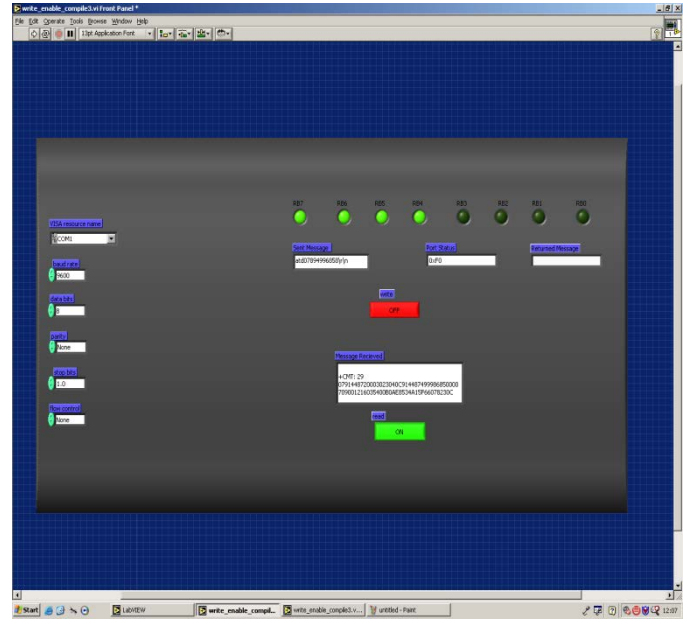 write_enable_compile3.vi Front Panel *
File Edit Operate Tools Browse Window Help
13pt Application Font
RB7 RB6 RB5 RB4 RB3 RB2 RB1 RB0
VISA resource name
COM1
Sent Message Port Status Returned Message
atd07894996858\r\n 0xF0
baud rate
9600
data bits
8
write
OFF
parity
None
Message Recieved
stop bits
1.0
+CMT: 29
flow control
None
read
ON
Start LabVIEW write_enable_compil... write_enable_compile3.v... untitled - Paint 12:07